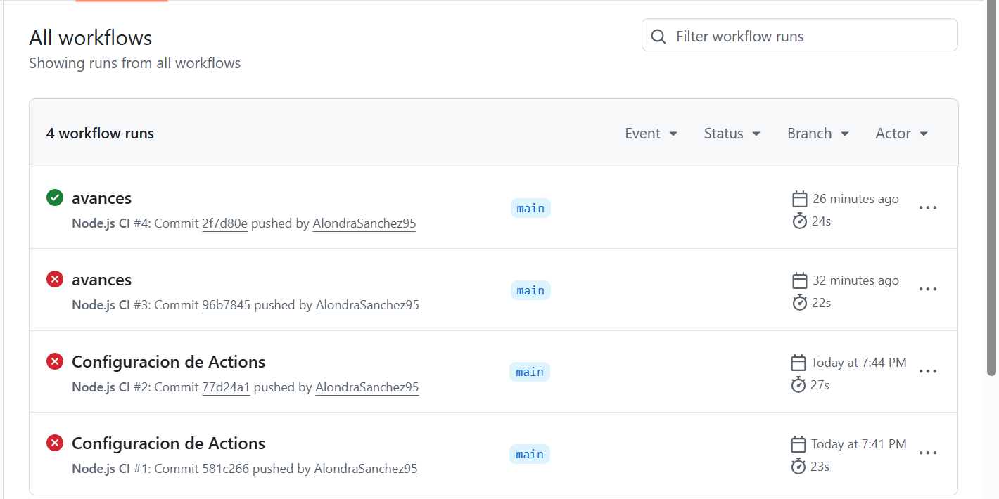 All workflows
Filter workflow runs
Showing runs from all workflows
4 workflow runs
Event
Status
Branch
Actor
avances
Node.js CI #4: Commit 2f7d80e pushed by AlondraSanchez95
main
26 minutes ago
24s
avances
Node.js CI #3: Commit 96b7845 pushed by AlondraSanchez95
main
32 minutes ago
22s
Configuracion de Actions
Node.js CI #2: Commit 77d24a1 pushed by AlondraSanchez95
main
Today at 7:44 PM
27s
Configuracion de Actions
Node.js CI #1: Commit 581c266 pushed by AlondraSanchez95
main
Today at 7:41 PM
23s